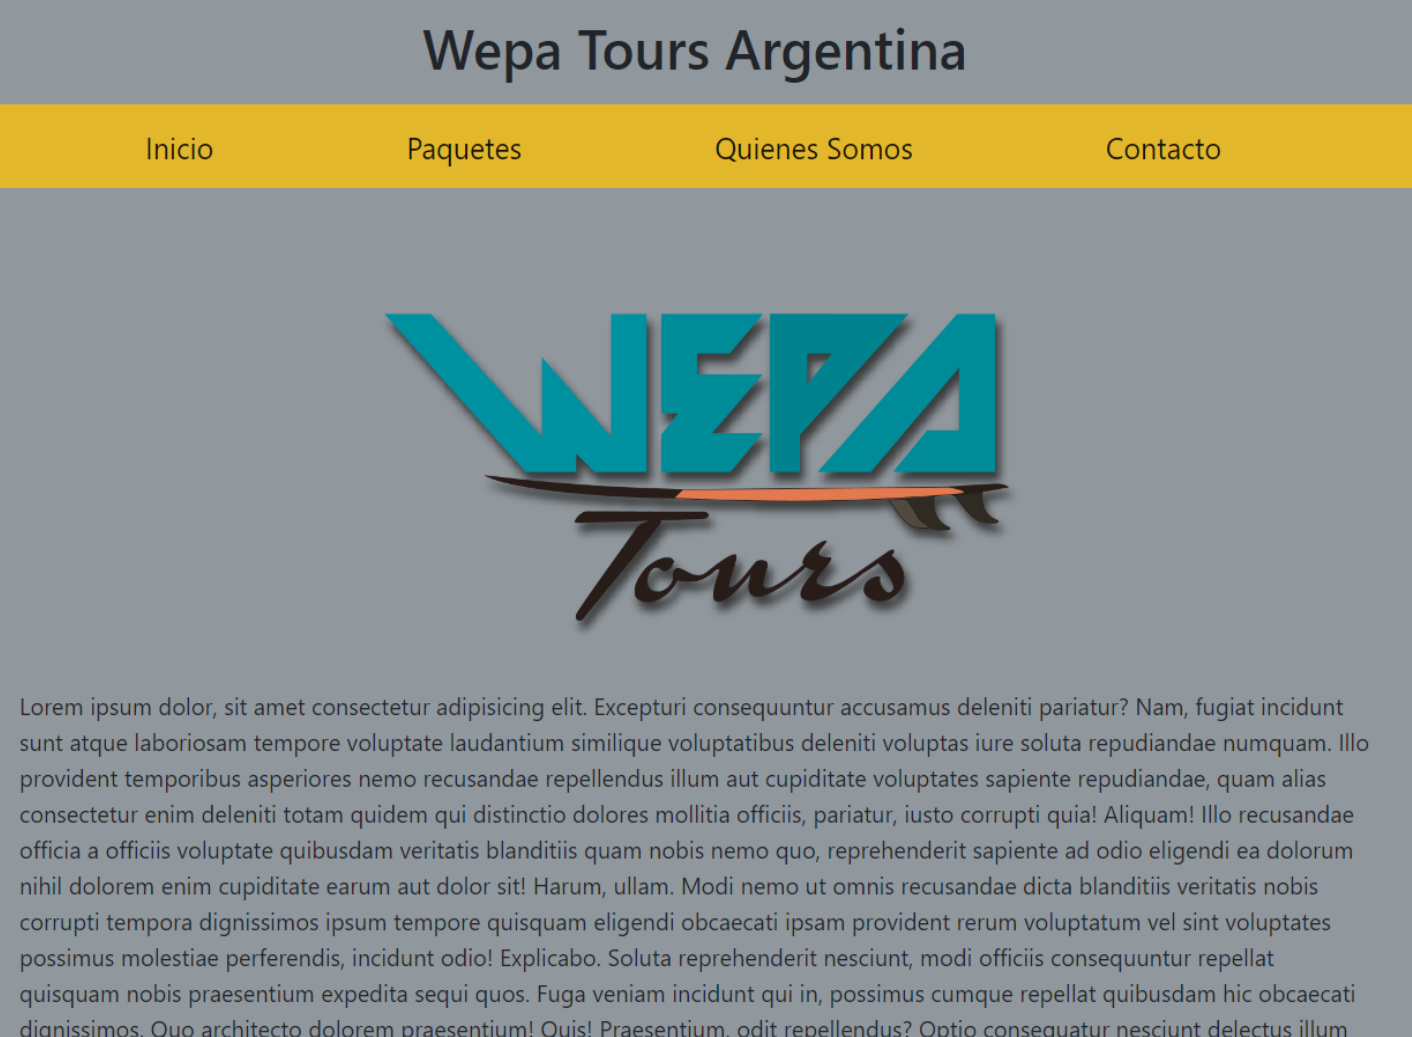 Wepa Tours Argentina
Inicio Paquetes Quienes Somos Contacto
WEPA
Tours
Lorem ipsum dolor, sit amet consectetur adipisicing elit. Excepturi consequuntur accusamus deleniti pariatur? Nam, fugiat incidunt
sunt atque laboriosam tempore voluptate laudantium similique voluptatibus deleniti voluptas iure soluta repudiandae numquam. Illo
provident temporibus asperiores nemo recusandae repellendus illum aut cupiditate voluptates sapiente repudiandae, quam alias
consectetur enim deleniti totam quidem qui distinctio dolores mollitia officiis, pariatur, iusto corrupti quia! Aliquam! Illo recusandae
officia a officiis voluptate quibusdam veritatis blanditiis quam nobis nemo quo, reprehenderit sapiente ad odio eligendi ea dolorum
nihil dolorem enim cupiditate earum aut dolor sit! Harum, ullam. Modi nemo ut omnis recusandae dicta blanditiis veritatis nobis
corrupti tempora dignissimos ipsum tempore quisquam eligendi obcaecati ipsam provident rerum voluptatum vel sint voluptates
possimus molestiae perferendis, incidunt odio! Explicabo. Soluta reprehenderit nesciunt, modi officiis consequuntur repellat
quisquam nobis praesentium expedita sequi quos. Fuga veniam incidunt qui in, possimus cumque repellat quibusdam hic obcaecati
dignissimos. Quo architecto dolorem praesentium! Quis! Praesentium, odit repellendus? Optio consequatur nesciunt delectus illum